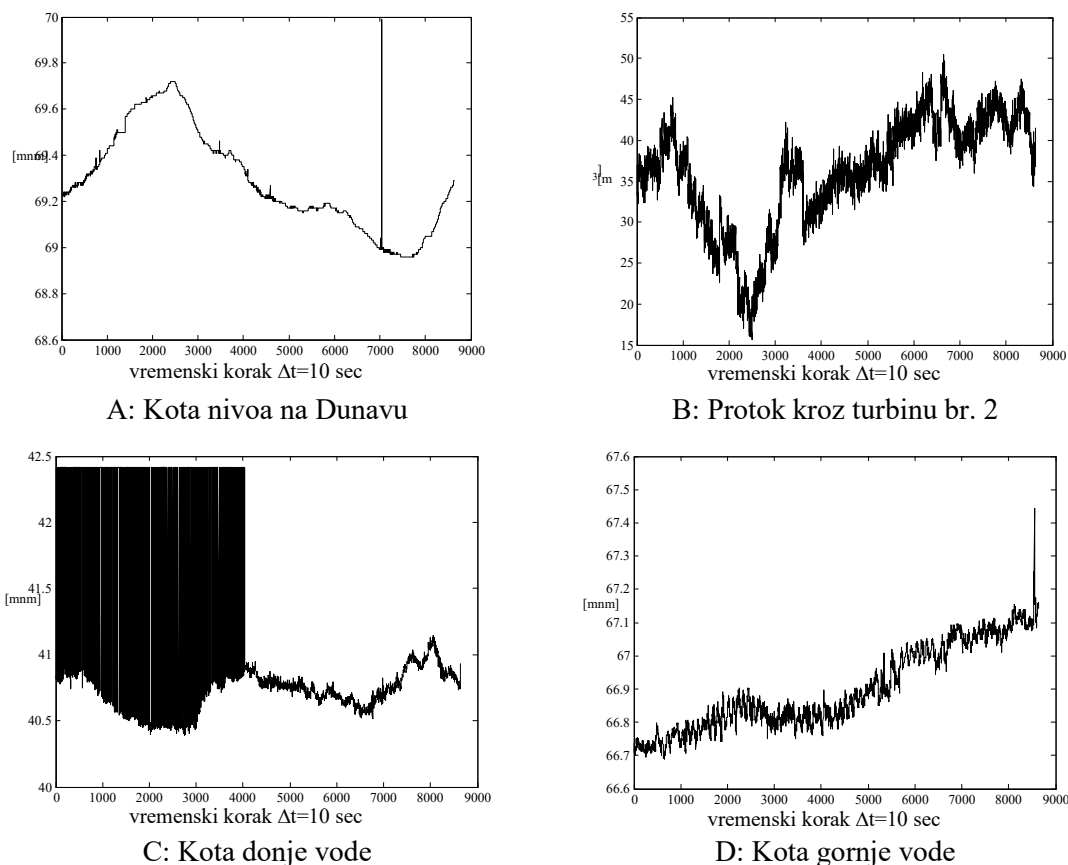 70
69.8
69.6
[mnm]
69.4
69.2
69
68.8
68.6
0 1000 2000 3000 4000 5000 6000 7000 8000 9000
vremenski korak Δt=10 sec
A: Kota nivoa na Dunavu
55
50
45
40
35
30
25
20
15
0 1000 2000 3000 4000 5000 6000 7000 8000 9000
vremenski korak Δt=10 sec
B: Protok kroz turbinu br. 2
42.5
42
41.5
[mnm]
41
40.5
40
0 1000 2000 3000 4000 5000 6000 7000 8000 9000
vremenski korak Δt=10 sec
C: Kota donje vode
67.6
67.5
67.4
67.3
67.2
[mnm]
67.1
67
66.9
66.8
66.7
66.6
0 1000 2000 3000 4000 5000 6000 7000 8000 9000
vremenski korak Δt=10 sec
D: Kota gornje vode